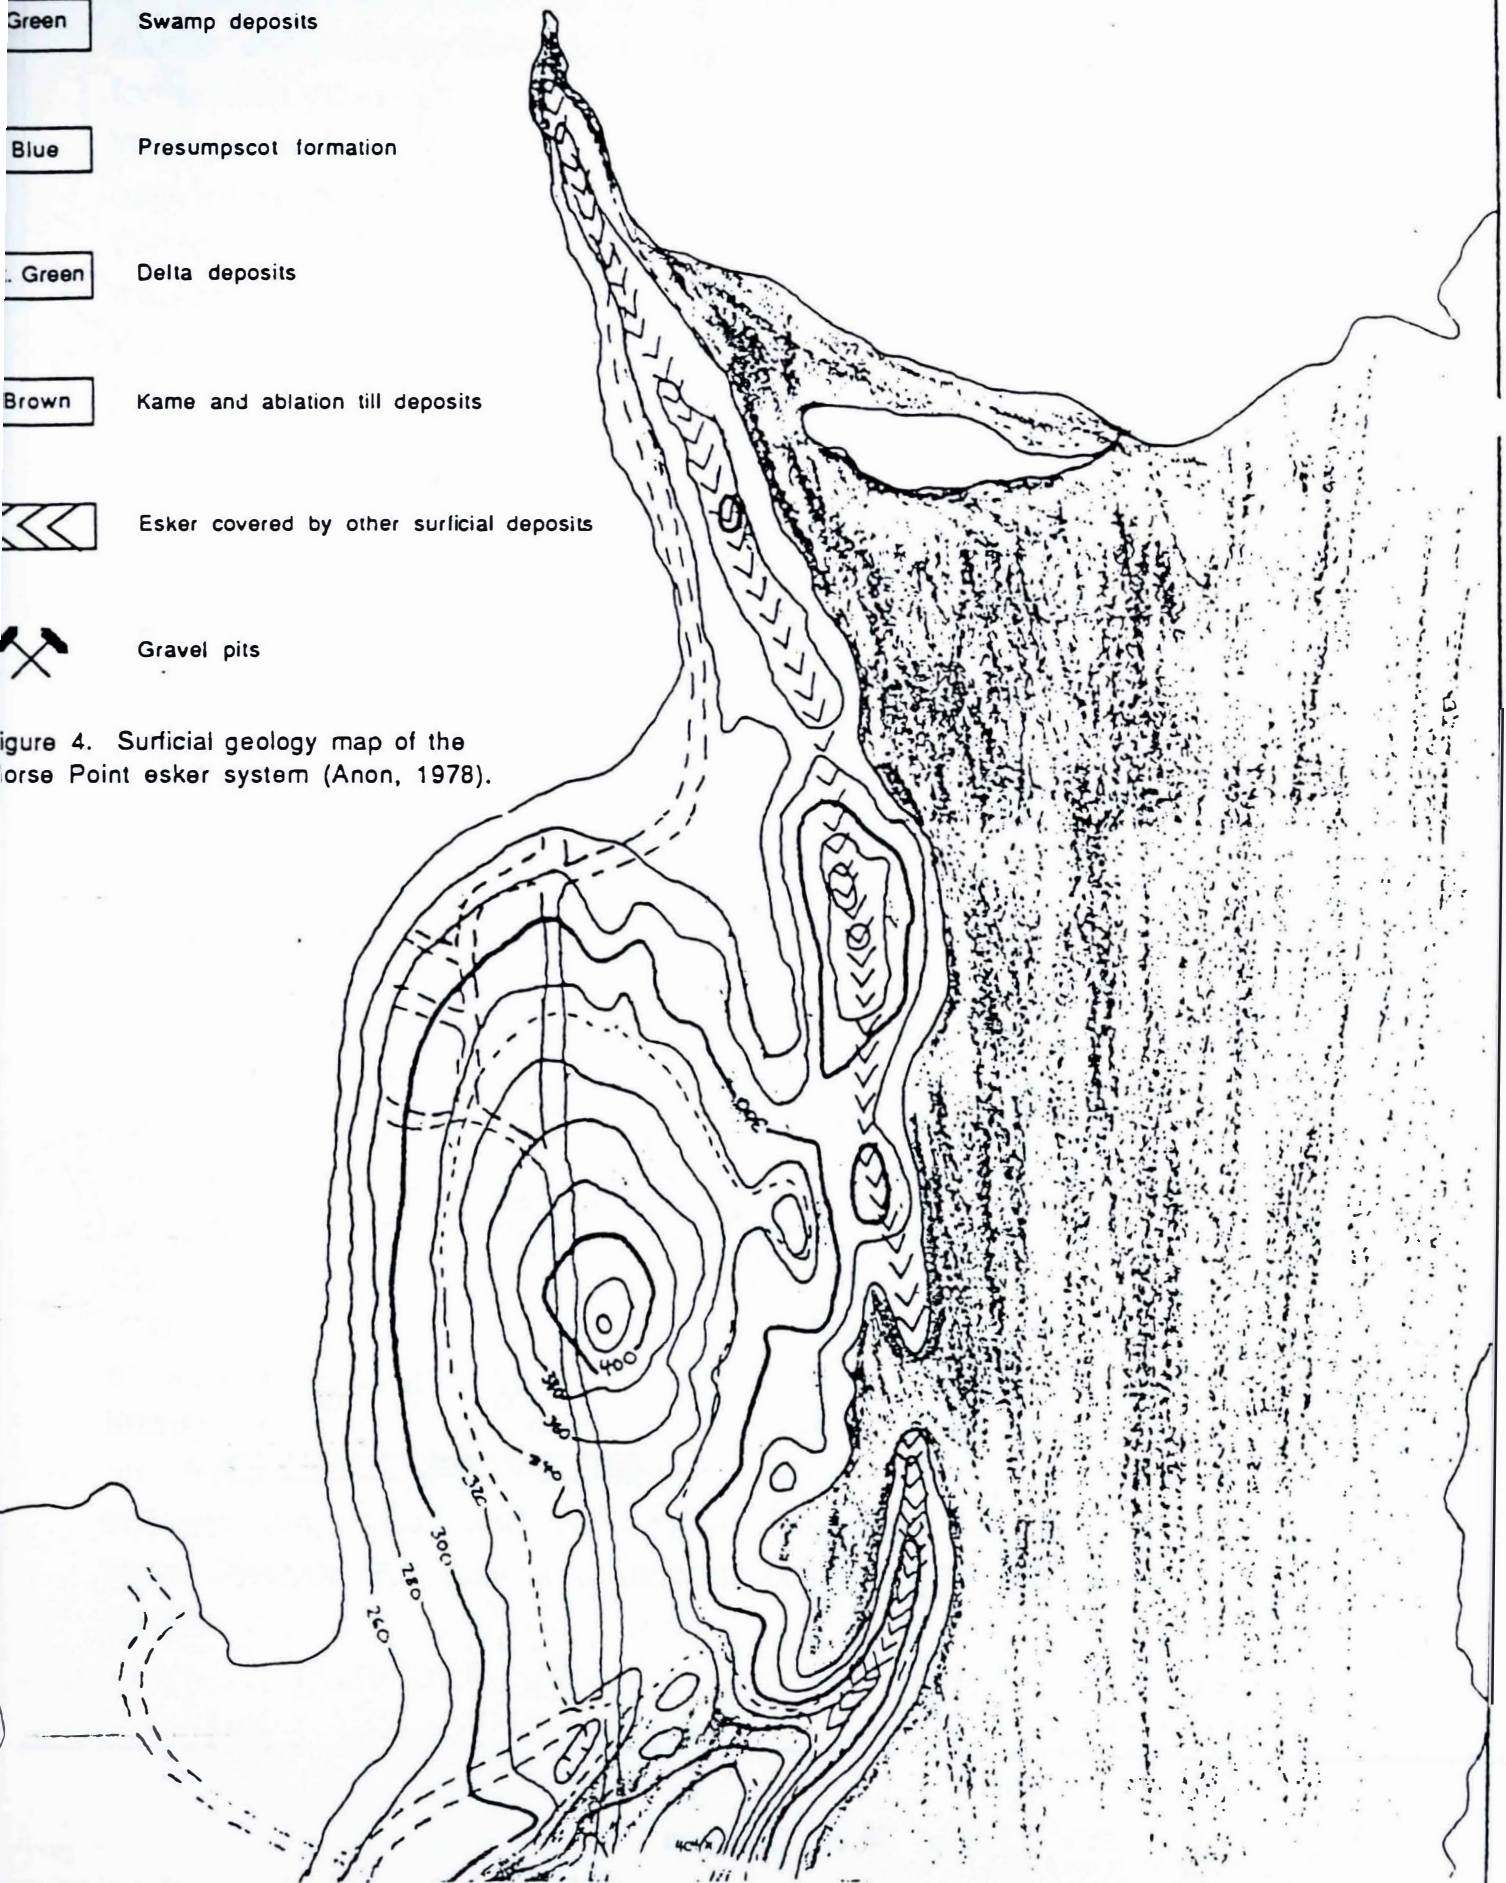 Green
Swamp deposits
Blue
Presumpscot formation
. Green
Delta deposits
Brown
Kame and ablation till deposits
Esker covered by other surficial deposits
Gravel pits
igure 4. Surficial geology map of the
orse Point esker system (Anon, 1978).
300
400
380
360
340
320
300
280
260